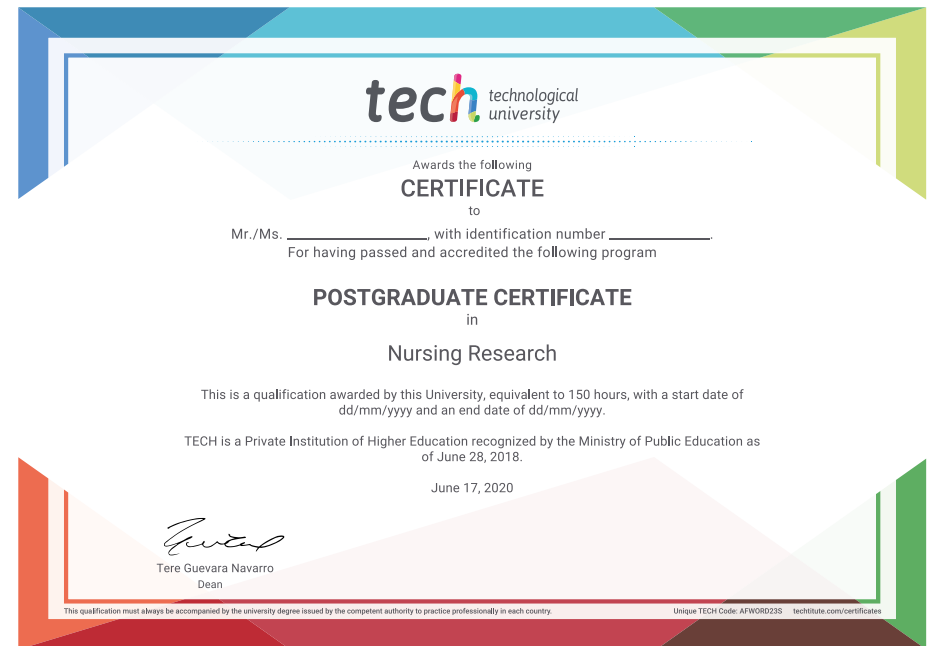 tech technological
university
Awards the following
CERTIFICATE
to
Mr./Ms. ____________________, with identification number ______________.
For having passed and accredited the following program
POSTGRADUATE CERTIFICATE
in
Nursing Research
This is a qualification awarded by this University, equivalent to 150 hours, with a start date of
dd/mm/yyyy and an end date of dd/mm/yyyy.
TECH is a Private Institution of Higher Education recognized by the Ministry of Public Education as
of June 28, 2018.
June 17, 2020
Tere Guevara Navarro
Dean
This qualification must always be accompanied by the university degree issued by the competent authority to practice professionally in each country.
Unique TECH Code: AFWORD23S techtitute.com/certificates